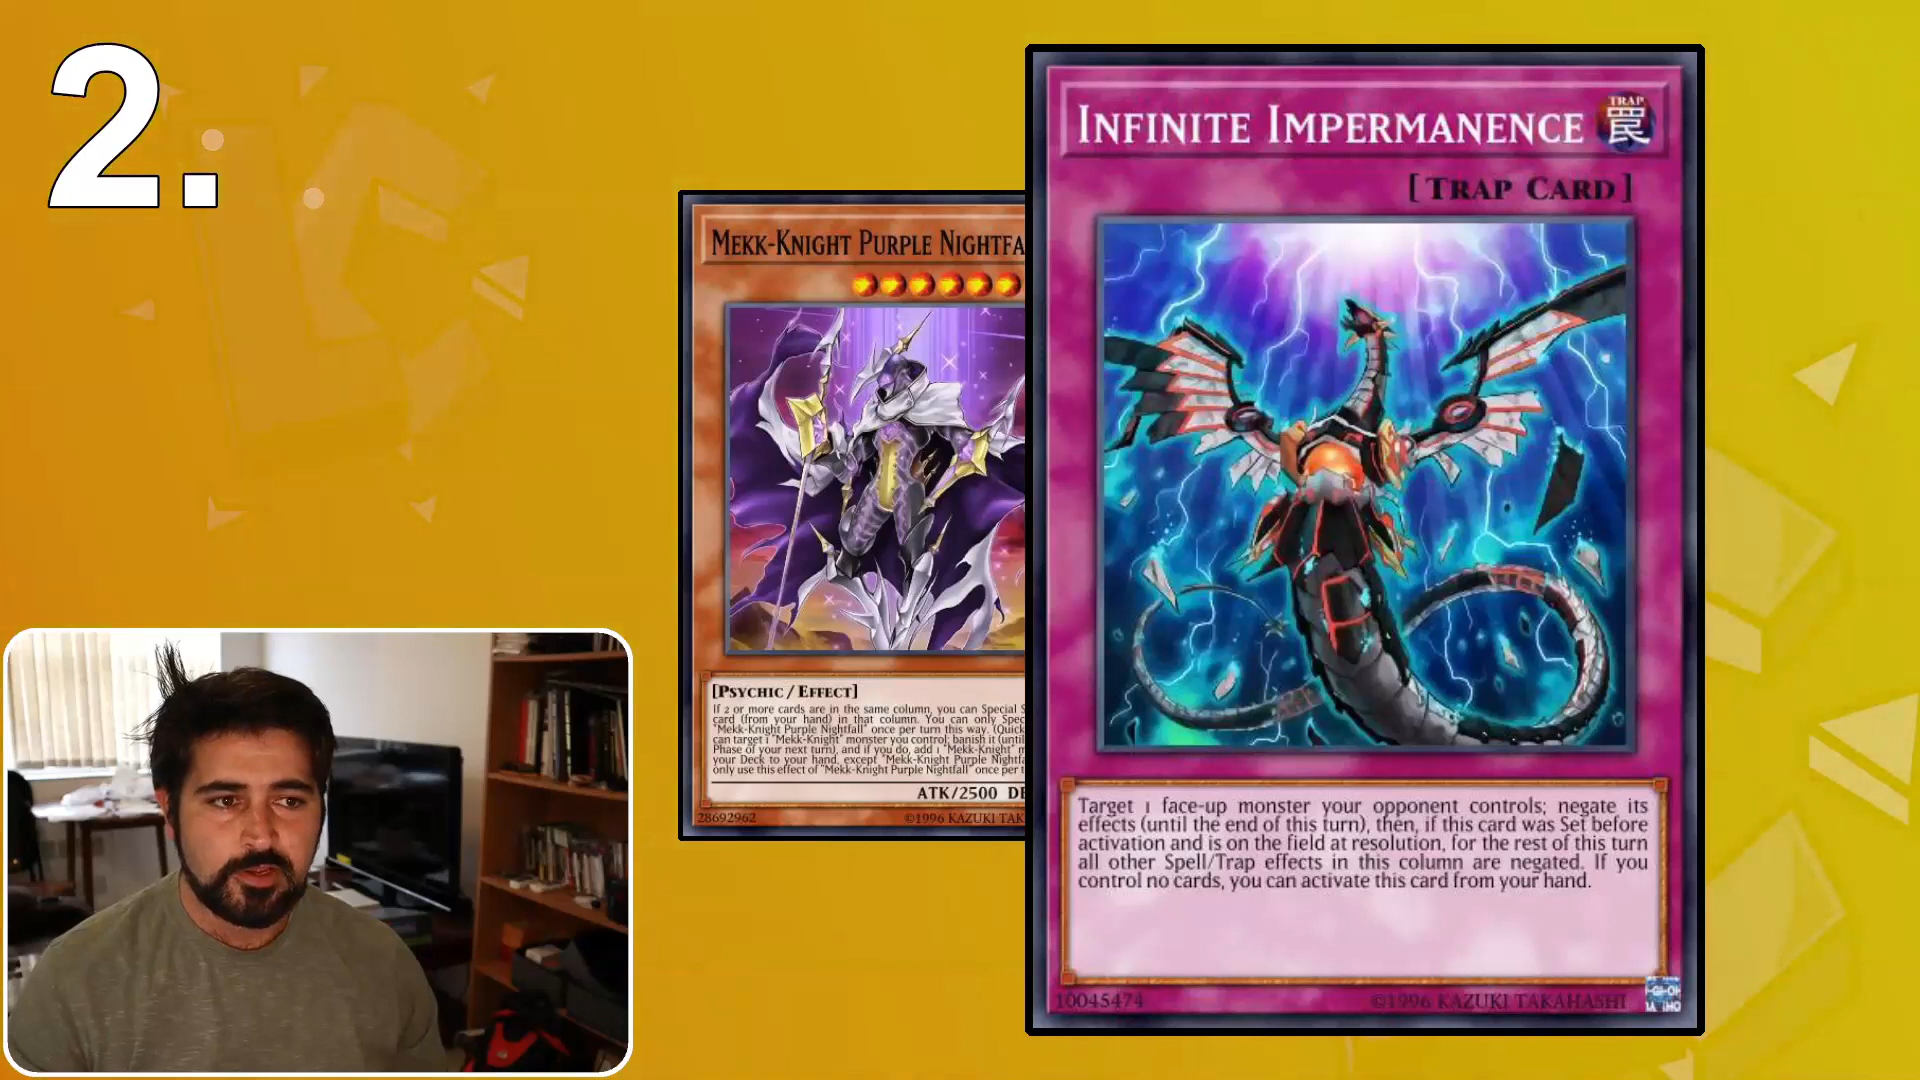 2.
MEKK-KNIGHT PURPLE NIGHTFA
[PSYCHIC / EFFECT]
If 2 or more cards are in the same column, you can Special S
card (from your hand) in that column. You can only Spec
"Mekk-Knight Purple Nightfall" once per turn this way. (Quick
can target 1 "Mekk-Knight" monster you control; banish it (until
Phase of your next turn), and if you do, add 1 "Mekk-Knight" m
your Deck to your hand, except "Mekk-Knight Purple Nightfa
only use this effect of "Mekk-Knight Purple Nightfall" once per t
ATK/2500 DE
28692962
©1996 KAZUKI TAK
INFINITE IMPERMANENCE
TRAP
罠
[TRAP CARD]
Target 1 face-up monster your opponent controls; negate its
effects (until the end of this turn), then, if this card was Set before
activation and is on the field at resolution, for the rest of this turn
all other Spell/Trap effects in this column are negated. If you
control no cards, you can activate this card from your hand.
10045474
©1996 KAZUKI TAKAHASHI